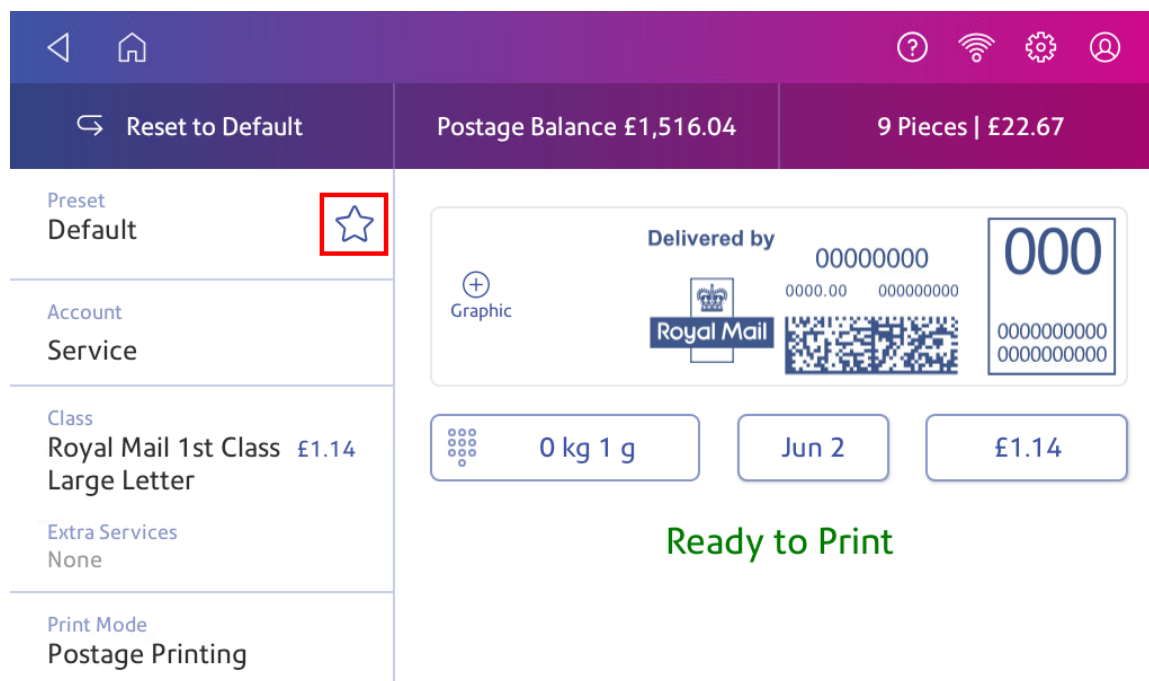 Reset to Default
Postage Balance £1,516.04
9 Pieces | £22.67
Preset
Default
Account
Service
Class
Royal Mail 1st Class £1.14
Large Letter
Extra Services
None
Print Mode
Postage Printing
Graphic
Delivered by
Royal Mail
00000000
0000.00 000000000
000
0000000000
0000000000
0 kg 1 g
Jun 2
£1.14
Ready to Print